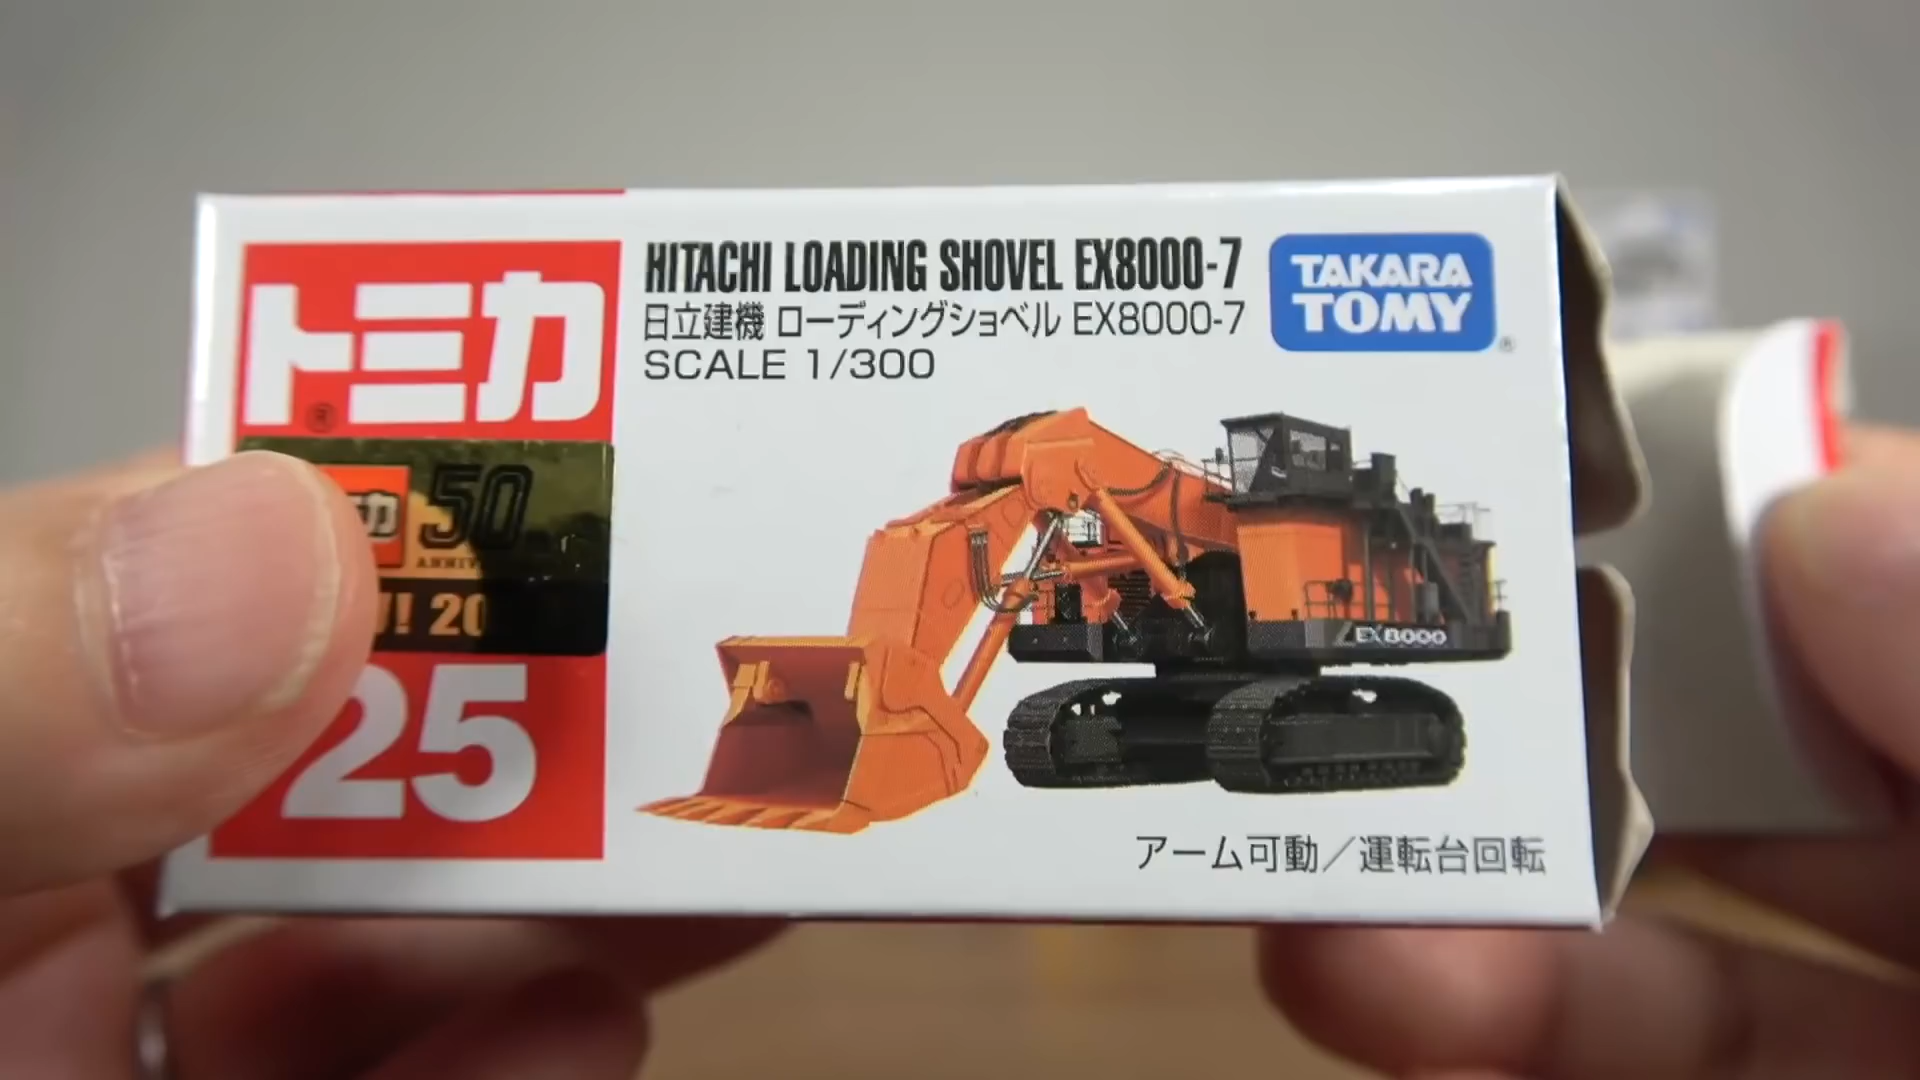 トミカ
®
50
20
25
HITACHI LOADING SHOVEL EX8000-7
日立建機 ローディングショベル EX8000-7
SCALE 1/300
TAKARA
TOMY
®
EX8000
アーム可動/運転台回転